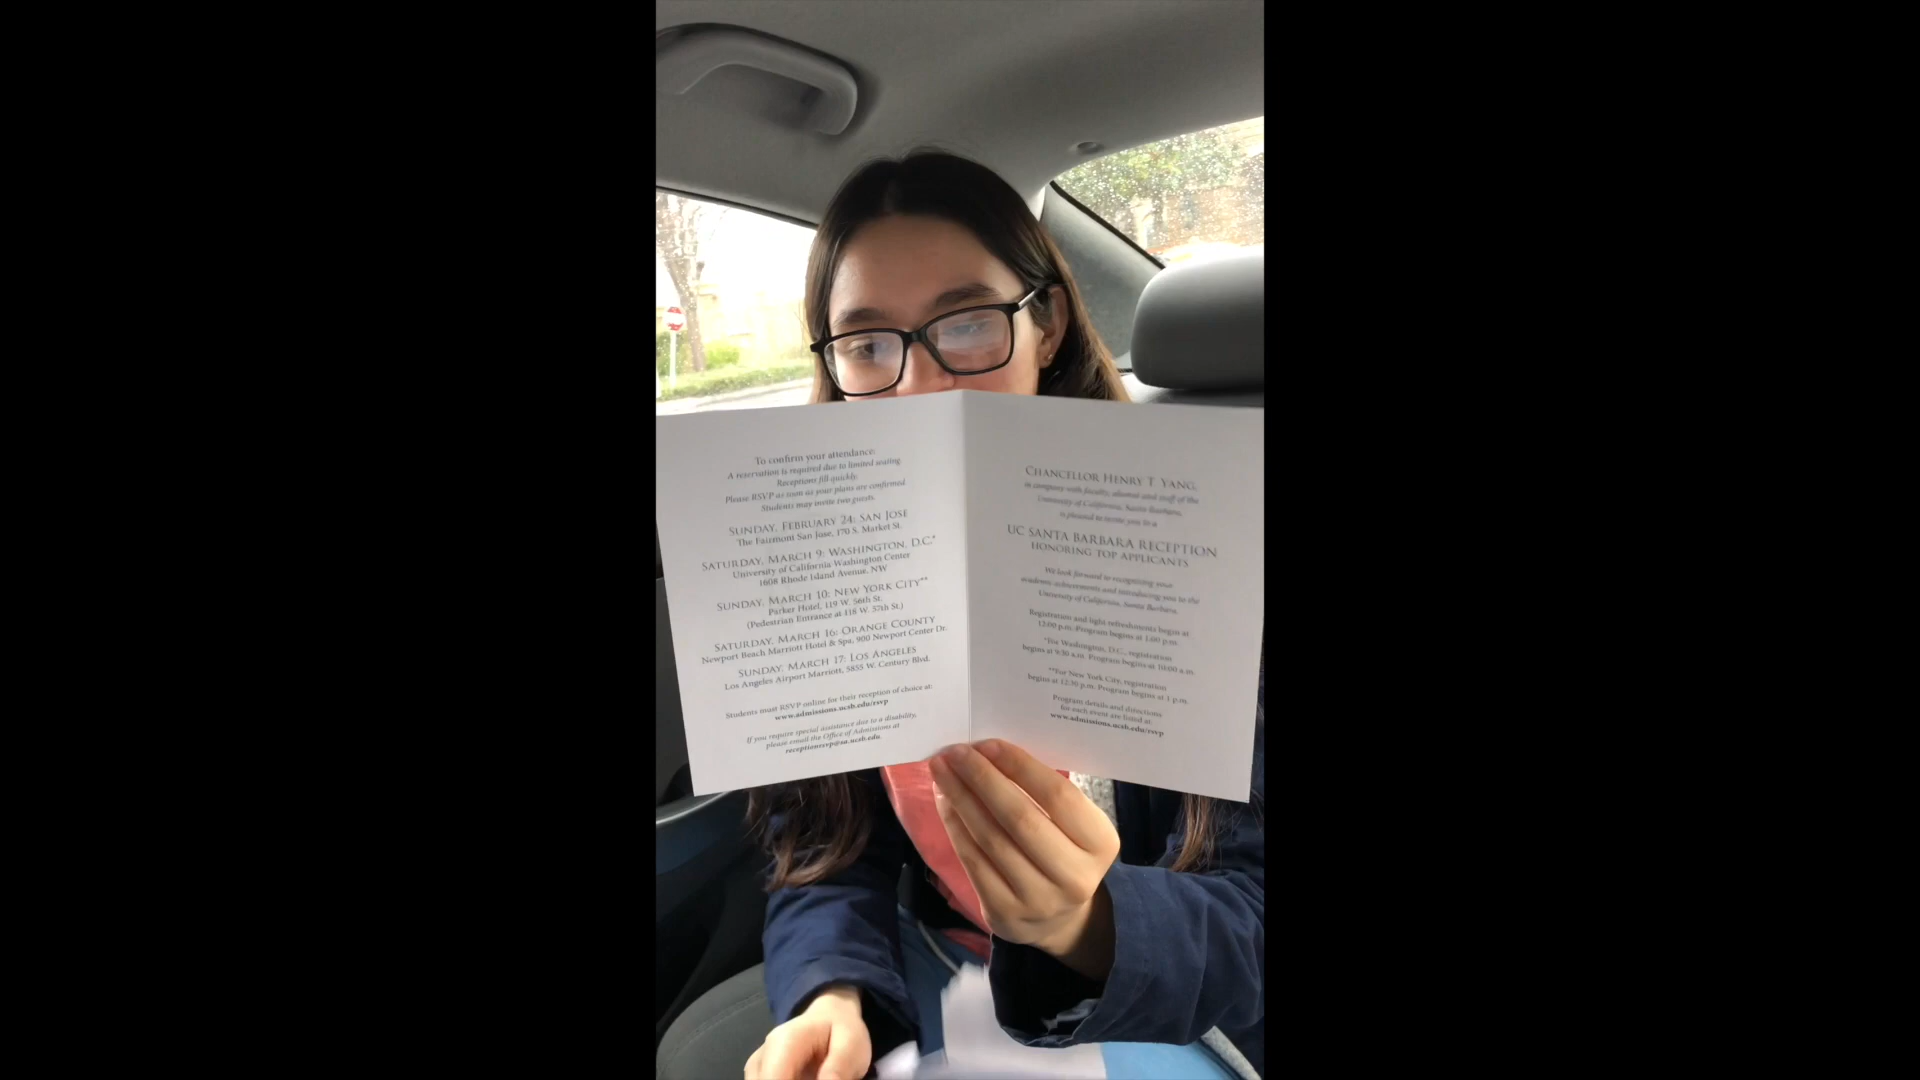 To confirm your attendance:
A reservation is required due to limited seating.
Receptions fill quickly.
Please RSVP as soon as your plans are confirmed.
Students may invite two guests.
SUNDAY, FEBRUARY 24: SAN JOSE
The Fairmont San Jose, 170 S. Market St.
SATURDAY, MARCH 9: WASHINGTON, D.C.*
University of California Washington Center
1608 Rhode Island Avenue, NW
SUNDAY, MARCH 10: NEW YORK CITY**
Parker Hotel, 119 W. 56th St.
(Pedestrian Entrance at 118 W. 57th St.)
SATURDAY, MARCH 16: ORANGE COUNTY
Newport Beach Marriott Hotel & Spa, 900 Newport Center Dr.
SUNDAY, MARCH 17: LOS ANGELES
Los Angeles Airport Marriott, 5855 W. Century Blvd.
Students must RSVP online for their reception of choice at:
www.admissions.ucsb.edu/rsvp
If you require special assistance due to a disability,
please email the Office of Admissions at
receptionrsvp@sa.ucsb.edu.
CHANCELLOR HENRY T. YANG,
in company with faculty, alumni and staff of the
University of California, Santa Barbara,
is pleased to invite you to a
UC SANTA BARBARA RECEPTION
HONORING TOP APPLICANTS
We look forward to recognizing your
academic achievements and introducing you to the
University of California, Santa Barbara.
Registration and light refreshments begin at
12:00 p.m. Program begins at 1:00 p.m.
*For Washington, D.C., registration
begins at 9:30 a.m. Program begins at 10:00 a.m.
**For New York City, registration
begins at 12:30 p.m. Program begins at 1 p.m.
Program details and directions
for each event are listed at:
www.admissions.ucsb.edu/rsvp